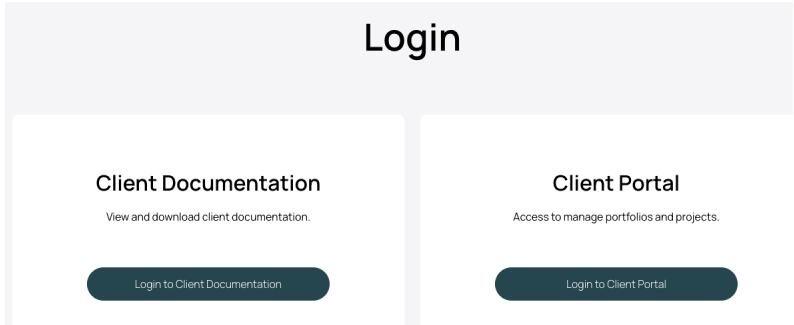 Login
Client Documentation
View and download client documentation.
Login to Client Documentation
Client Portal
Access to manage portfolios and projects.
Login to Client Portal